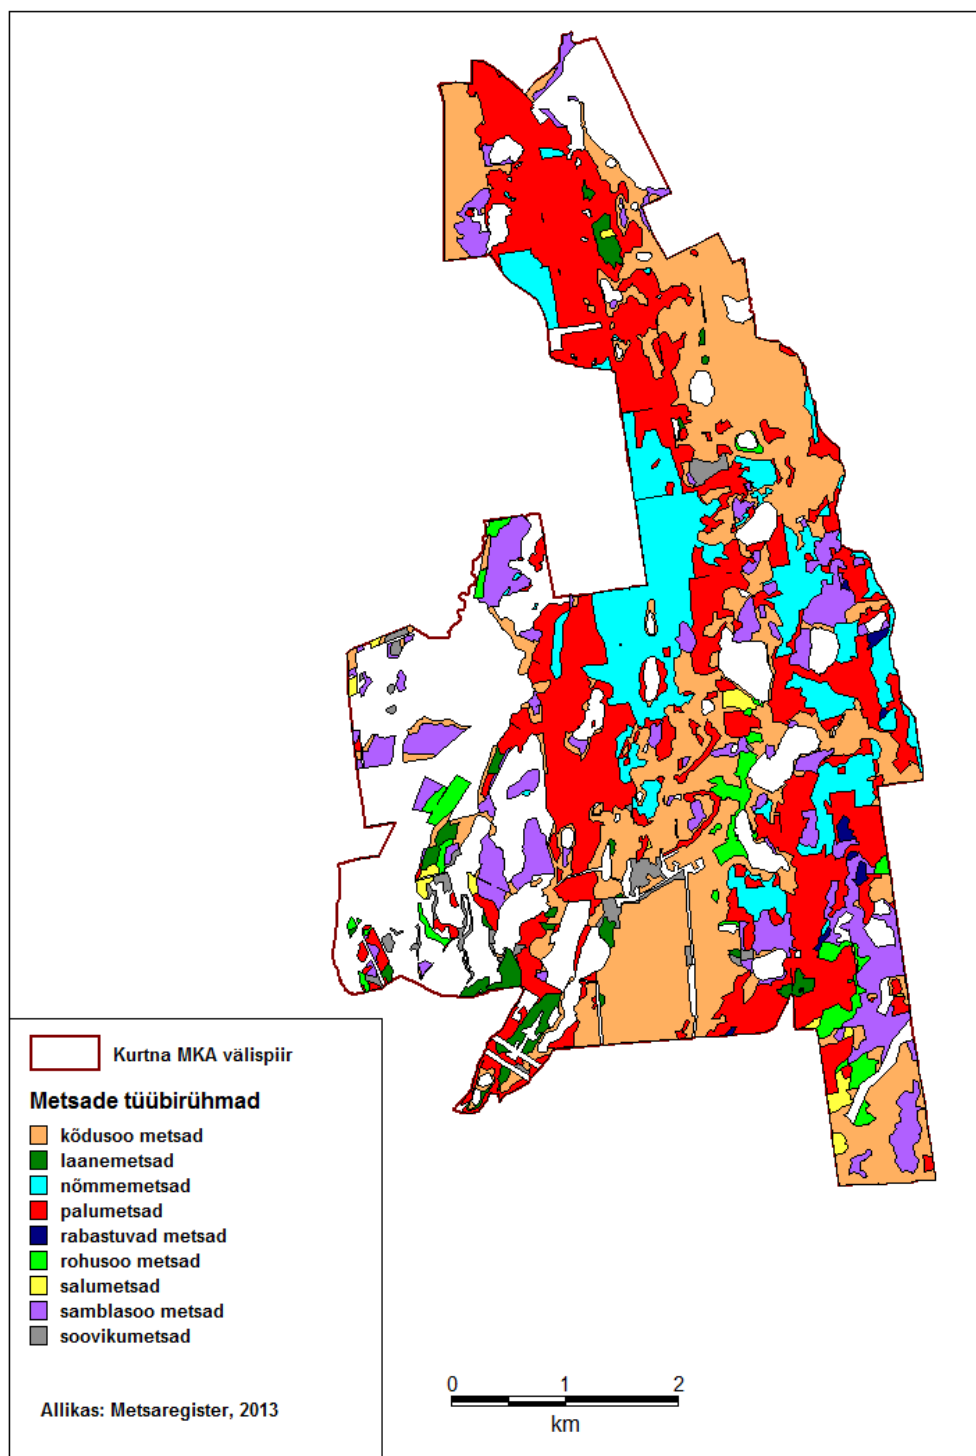 Kurtna MKA välispiir
Metsade tüübirühmad
kõdusoo metsad
laanemetsad
nõmmemetsad
palumetsad
rabastuvad metsad
rohusoo metsad
salumetsad
samblasoo metsad
soovikumetsad
Allikas: Metsaregister, 2013
0 1 2
km